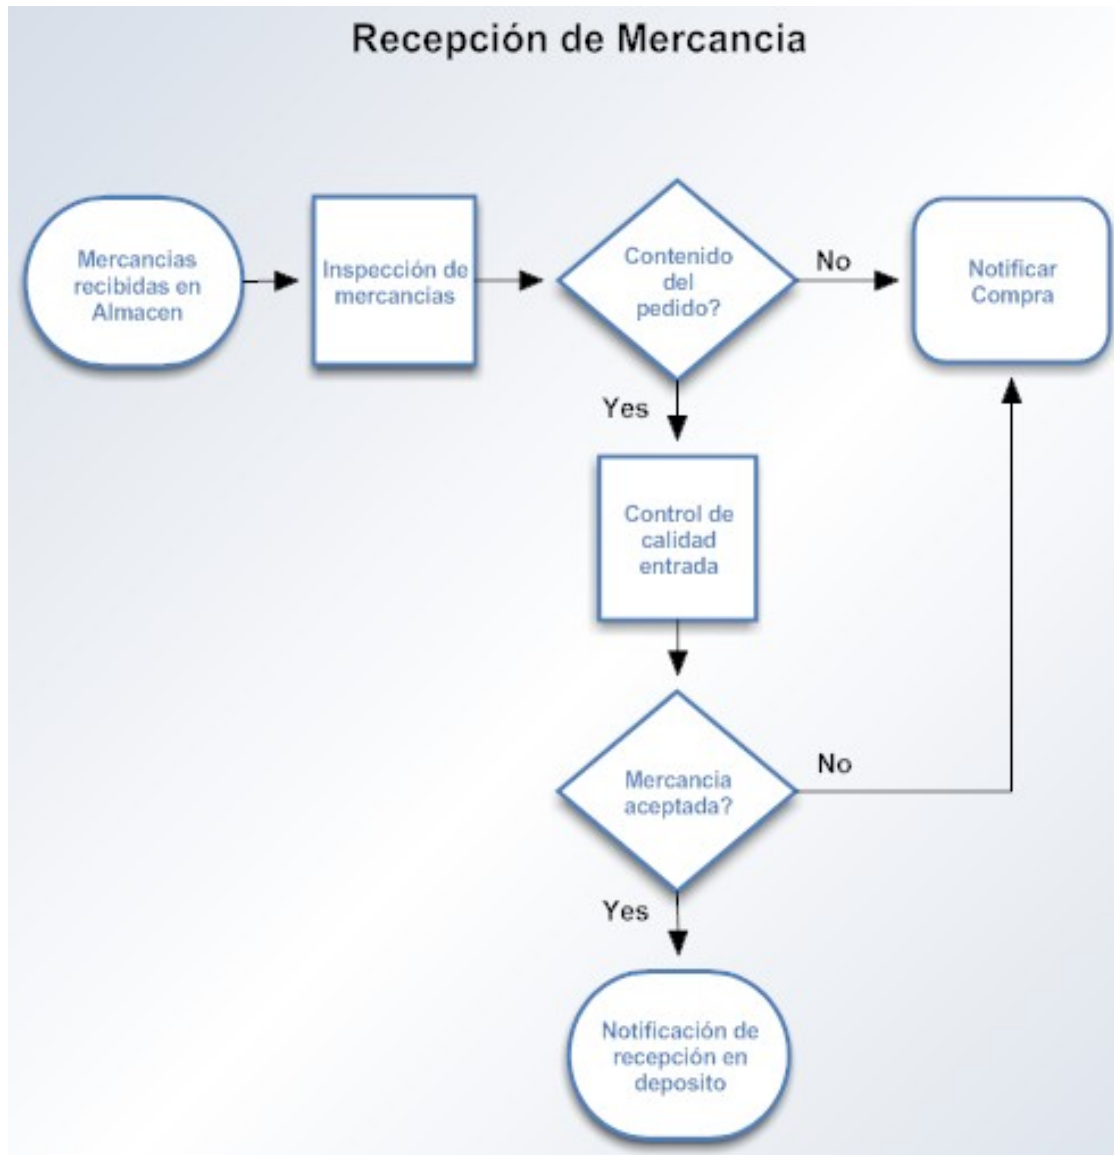 Recepción de Mercancia
Mercancias
recibidas en
Almacen
Inspección de
mercancias
Contenido
del
pedido?
No
Notificar
Compra
Yes
Control de
calidad
entrada
Mercancia
aceptada?
No
Yes
Notificación de
recepción en
deposito